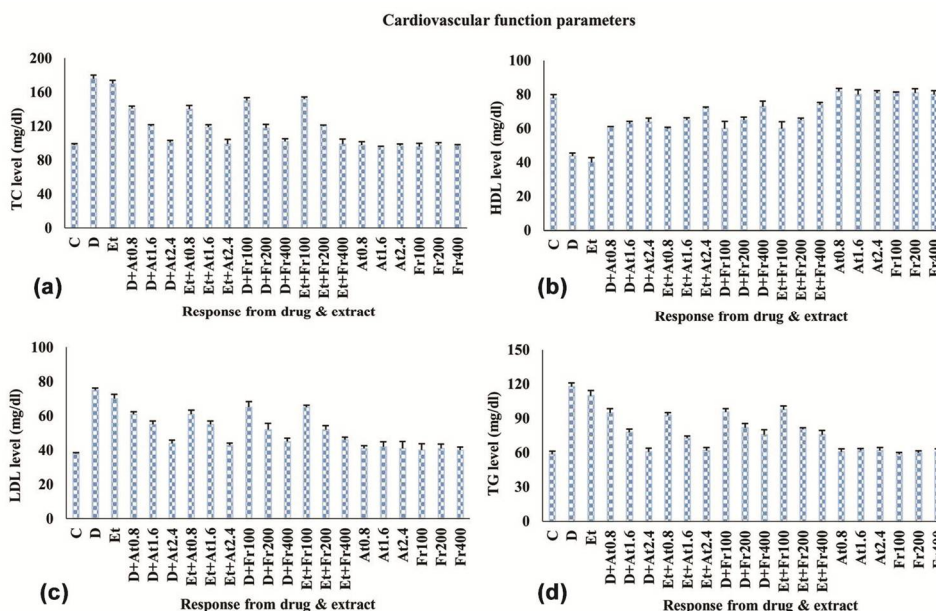 Cardiovascular function parameters
TC level (mg/dl)
200
160
120
80
40
0
C
D
Et
D+At0.8
D+At1.6
D+At2.4
Et+At0.8
Et+At1.6
Et+At2.4
D+Fr100
D+Fr200
D+Fr400
Et+Fr100
Et+Fr200
Et+Fr400
At0.8
At1.6
At2.4
Fr100
Fr200
Fr400
(a)
Response from drug & extract
HDL level (mg/dl)
100
80
60
40
20
0
C
D
Et
D+At0.8
D+At1.6
D+At2.4
Et+At0.8
Et+At1.6
Et+At2.4
D+Fr100
D+Fr200
D+Fr400
Et+Fr100
Et+Fr200
Et+Fr400
At0.8
At1.6
At2.4
Fr100
Fr200
Fr400
(b)
Response from drug & extract
LDL level (mg/dl)
100
80
60
40
20
0
C
D
Et
D+At0.8
D+At1.6
D+At2.4
Et+At0.8
Et+At1.6
Et+At2.4
D+Fr100
D+Fr200
D+Fr400
Et+Fr100
Et+Fr200
Et+Fr400
At0.8
At1.6
At2.4
Fr100
Fr200
Fr400
(c)
Response from drug & extract
TG level (mg/dl)
150
120
90
60
30
0
C
D
Et
D+At0.8
D+At1.6
D+At2.4
Et+At0.8
Et+At1.6
Et+At2.4
D+Fr100
D+Fr200
D+Fr400
Et+Fr100
Et+Fr200
Et+Fr400
At0.8
At1.6
At2.4
Fr100
Fr200
(d)
Response from drug & extract